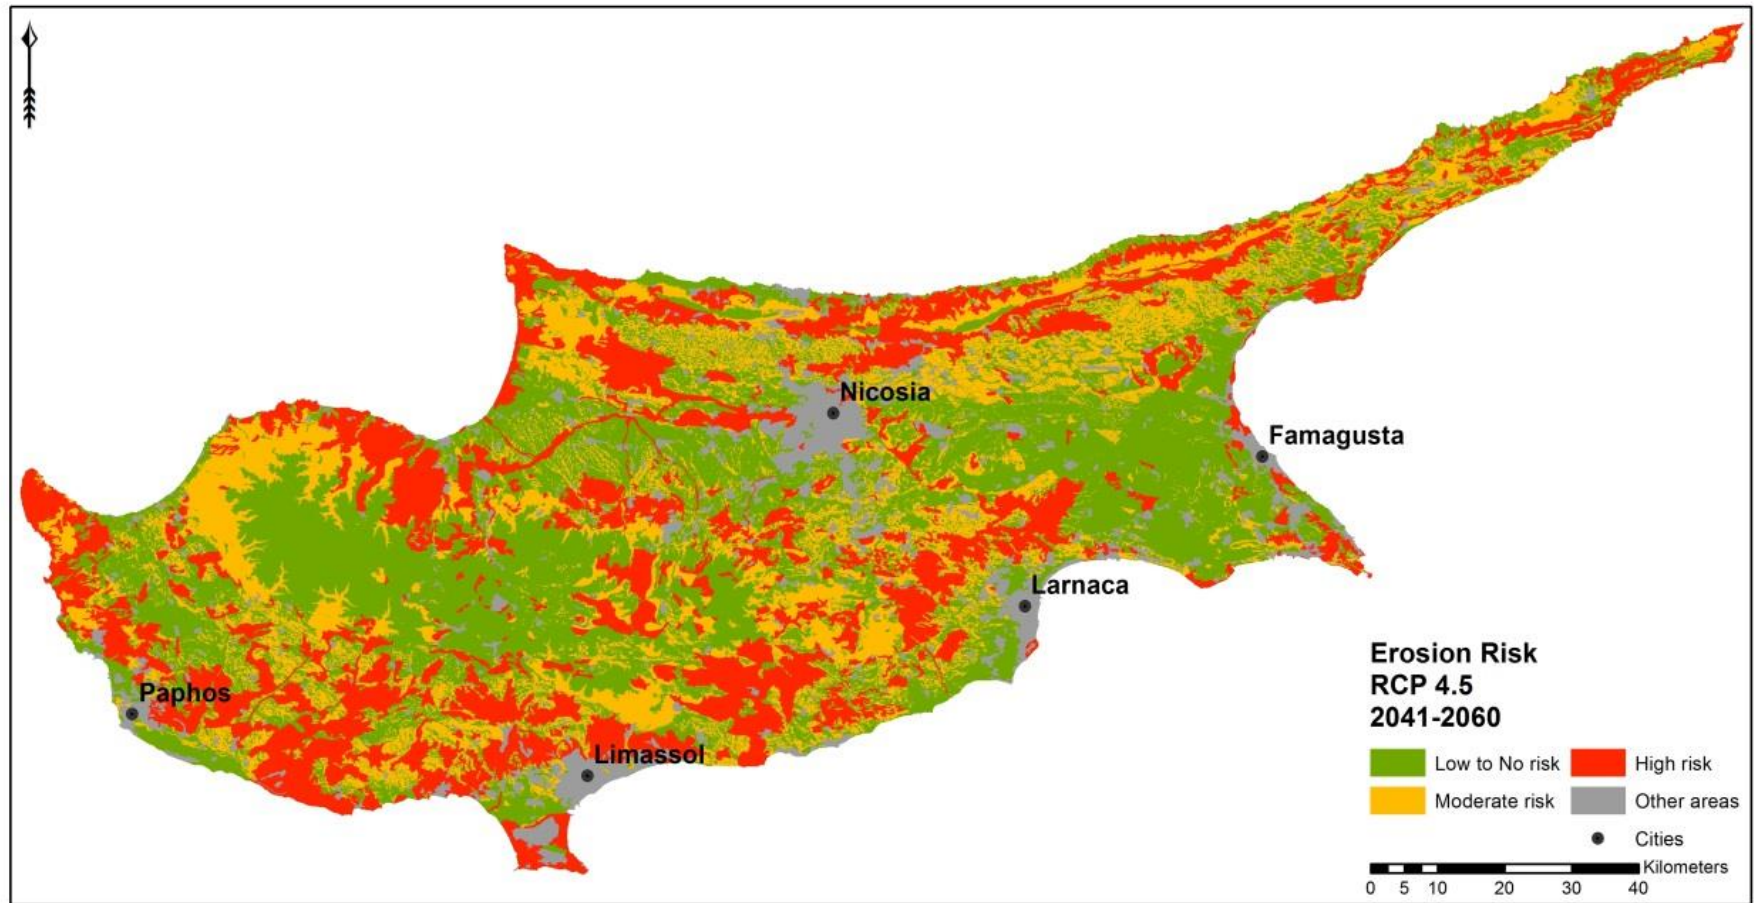 Nicosia
Famagusta
Larnaca
Paphos
Limassol
Erosion Risk
RCP 4.5
2041-2060
Low to No risk
High risk
Moderate risk
Other areas
Cities
Kilometers
0 5 10 20 30 40